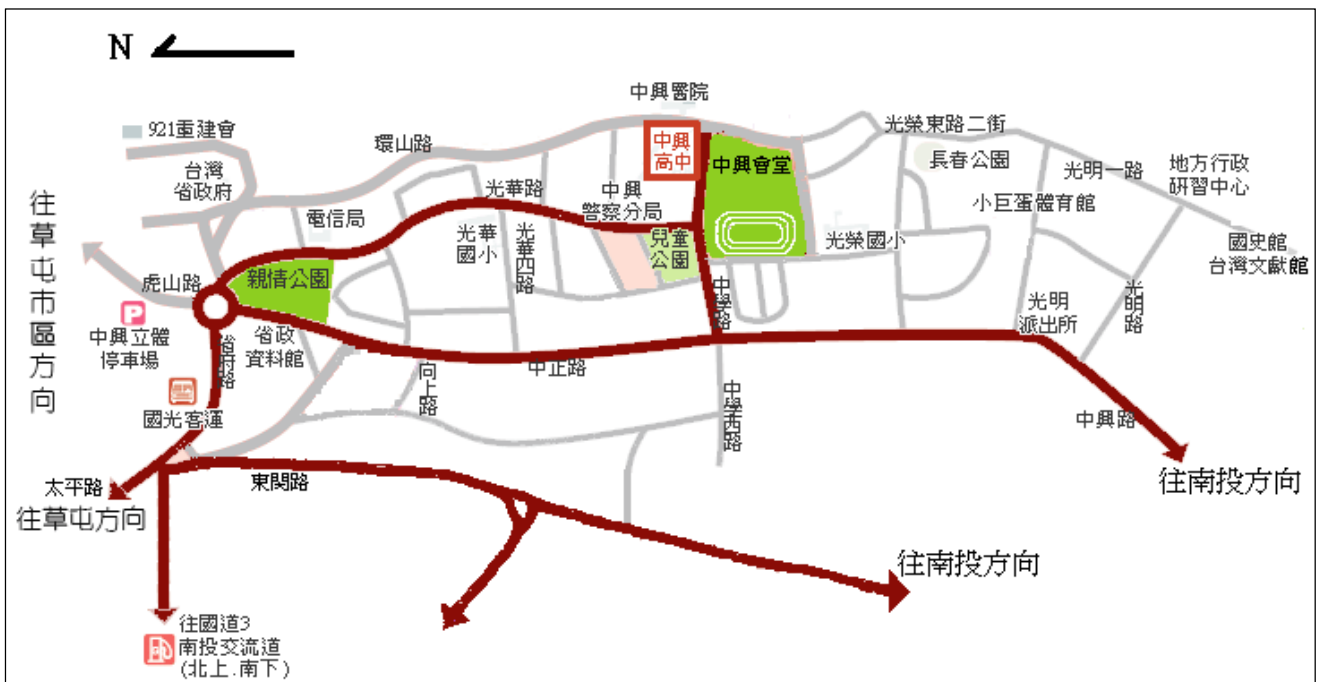 N
中興醫院
921重建會
環山路
中興
高中
光榮東路二街
台灣
省政府
中興會堂
長春公園
光明一路
地方行政
研習中心
往草屯市區方向
電信局
光華路
中興
警察分局
小巨蛋體育館
光華
國小
光華四路
兒童
公園
光榮國小
國史館
台灣文獻館
虎山路
親情公園
中學路
光明
派出所
光明路
P
中興立體
停車場
省府路
省政
資料館
向上路
中正路
國光客運
中學西路
中興路
太平路
往草屯方向
東閔路
往南投方向
往南投方向
往國道3
南投交流道
(北上.南下)